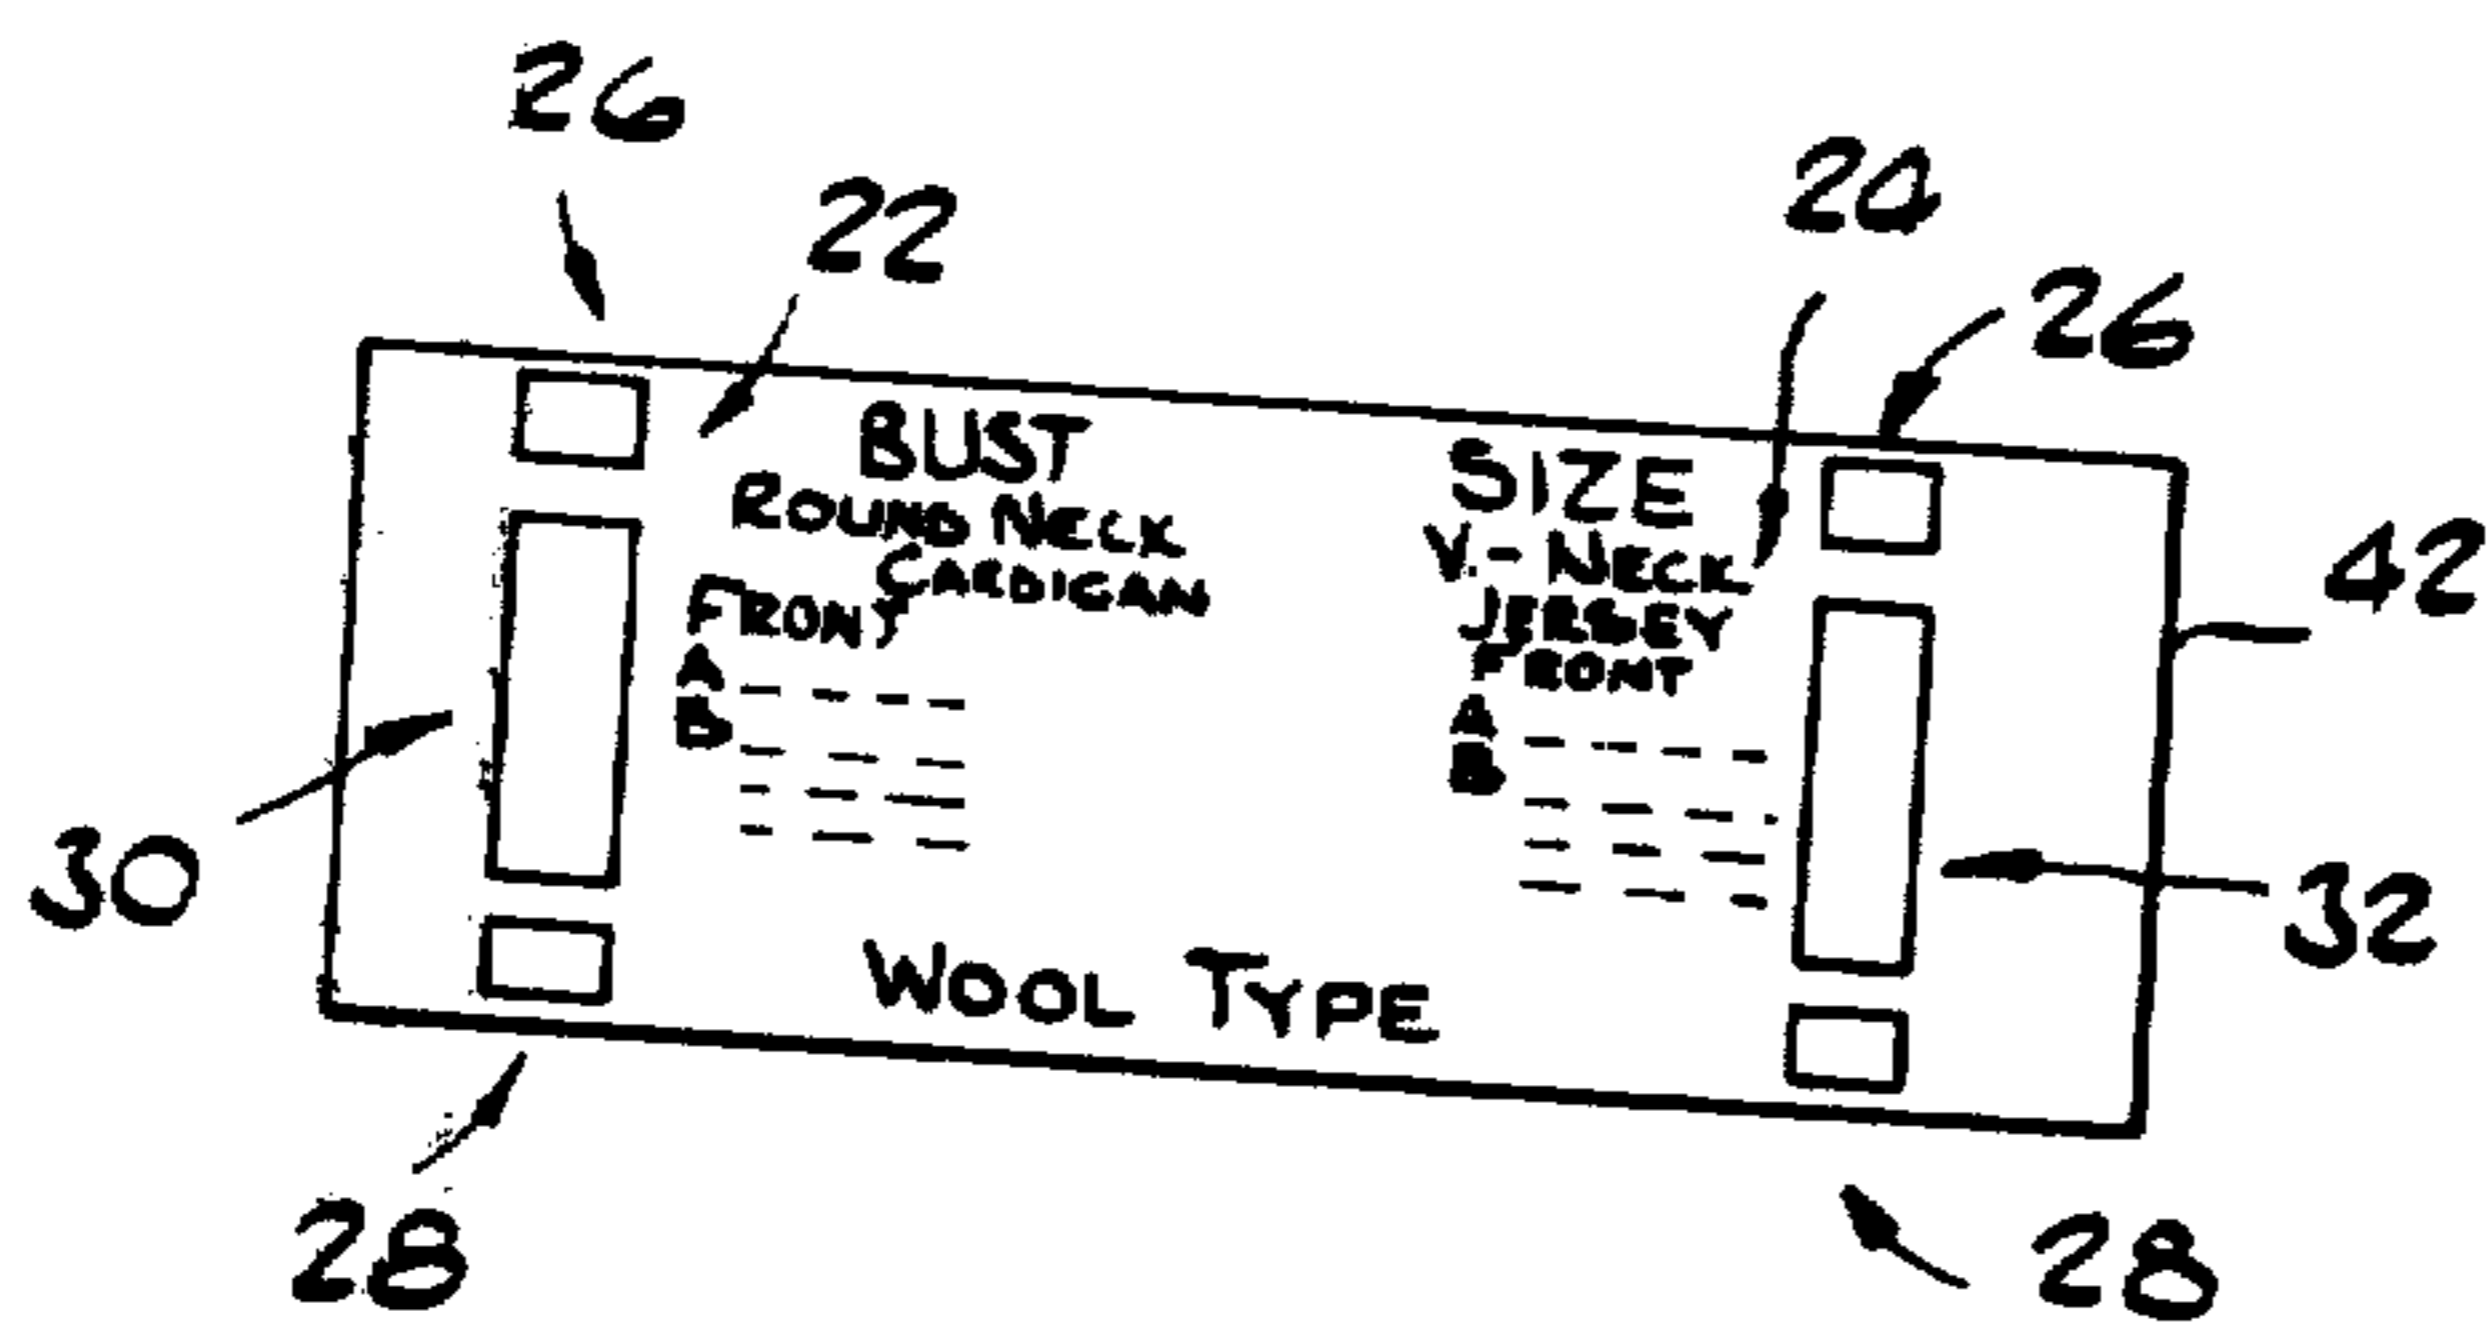 26
22
20
26
BUST SIZE
ROUND NECK CARDIGAN
FRONT
A
B
V.- NECK
JERSEY
FRONT
A
B
42
30
32
WOOL TYPE
28
28